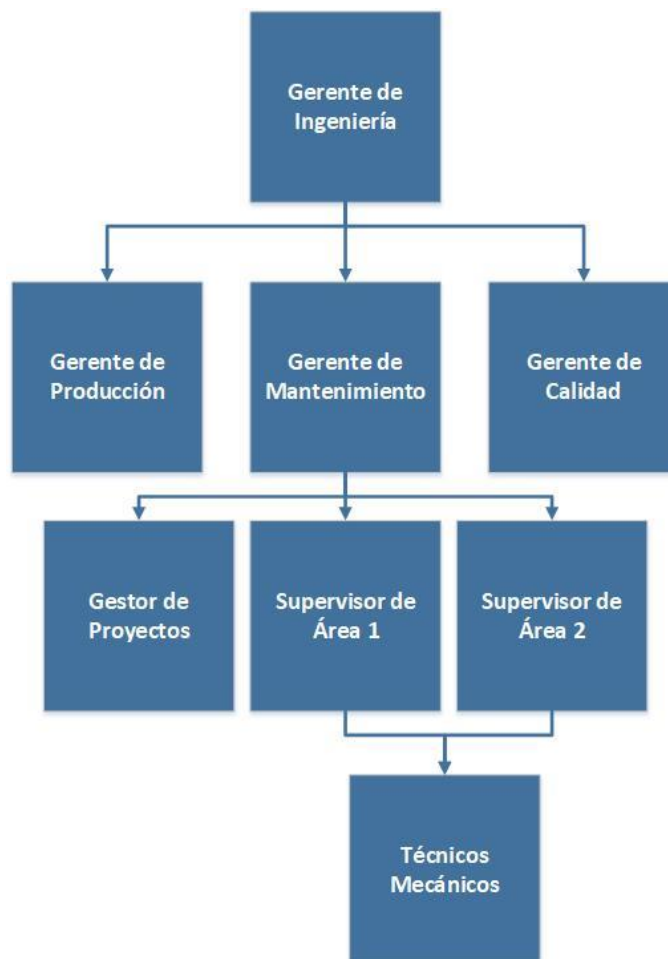 Gerente de
Ingeniería
Gerente de
Producción
Gerente de
Mantenimiento
Gerente de
Calidad
Gestor de
Proyectos
Supervisor de
Área 1
Supervisor de
Área 2
Técnicos
Mecánicos